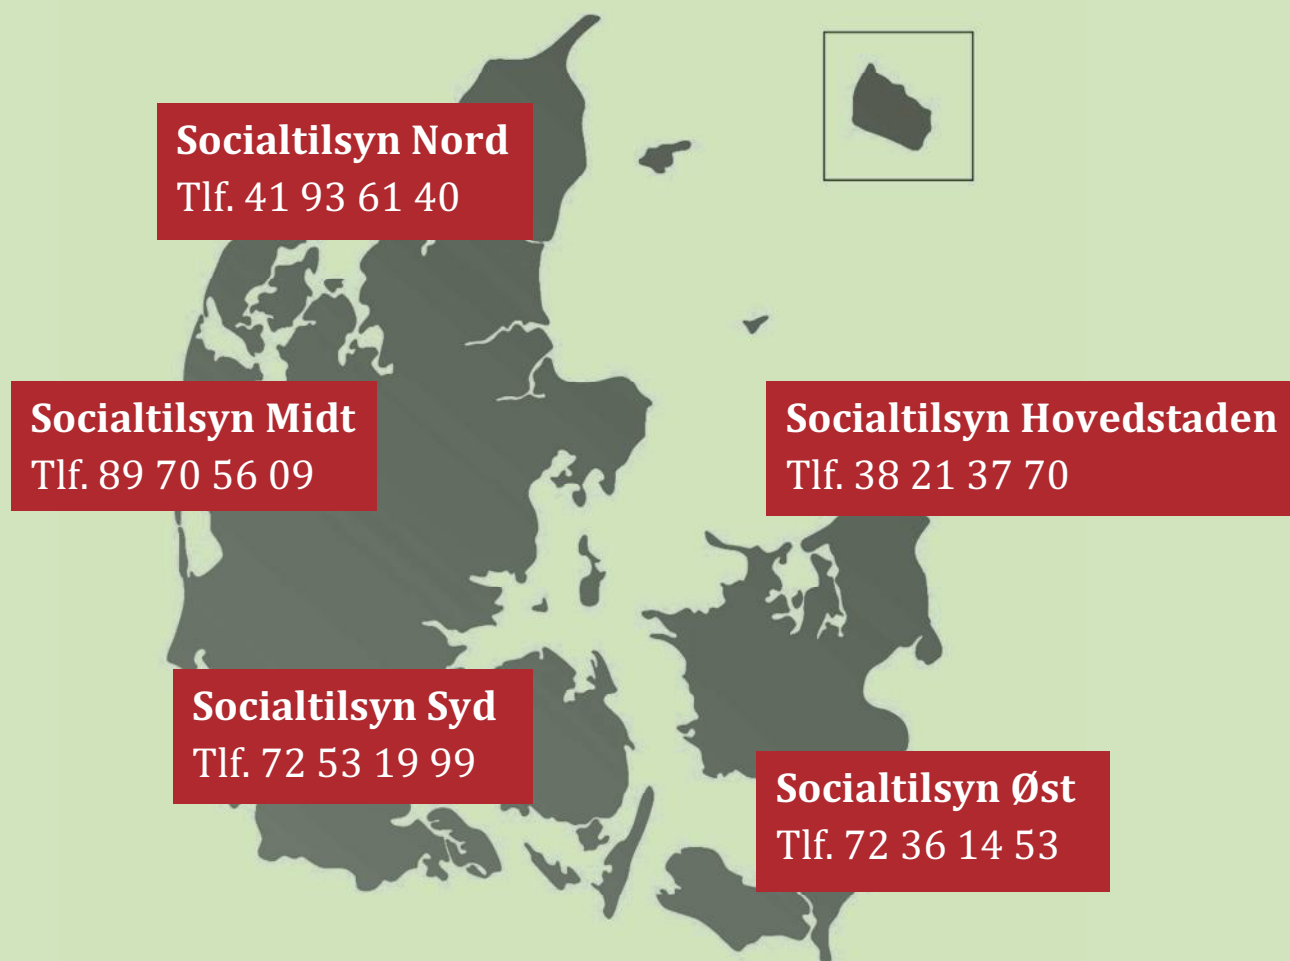 Socialtilsyn Nord
Tlf. 41 93 61 40
Socialtilsyn Midt
Tlf. 89 70 56 09
Socialtilsyn Hovedstaden
Tlf. 38 21 37 70
Socialtilsyn Syd
Tlf. 72 53 19 99
Socialtilsyn Øst
Tlf. 72 36 14 53